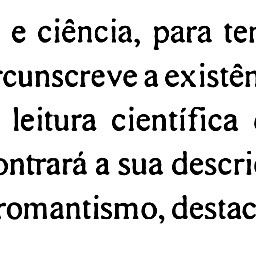 e ciência, para ter
rcunscreve a existên
leitura científica
ontrará a sua descri
romantismo, destac